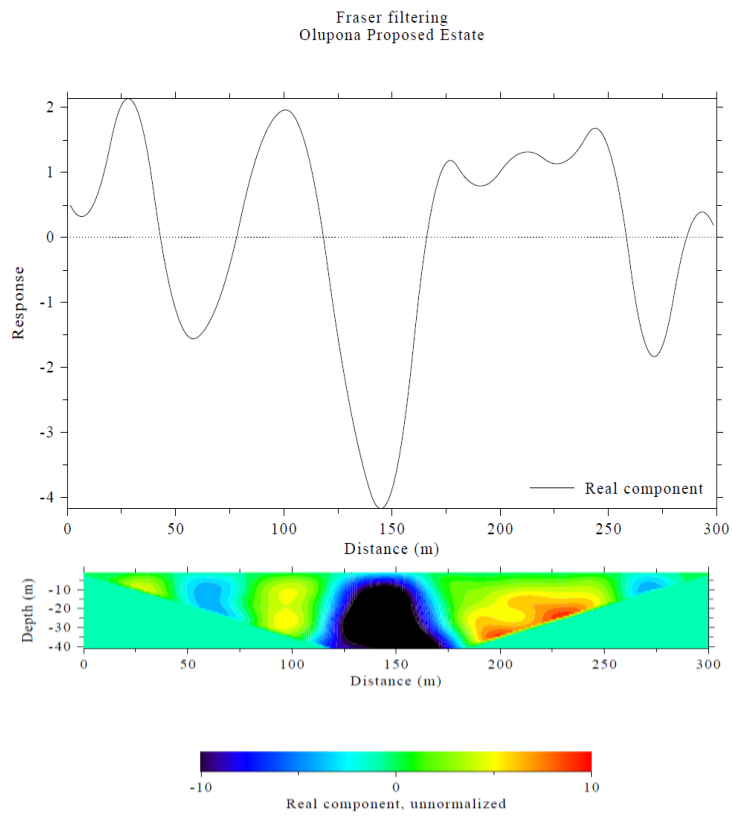 Fraser filtering
Olupona Proposed Estate
2
1
0
-1
-2
-3
-4
Response
Real component
0 50 100 150 200 250 300
Distance (m)
-10
-20
-30
-40
Depth (m)
0 50 100 150 200 250 300
Distance (m)
-10 0 10
Real component, unnormalized